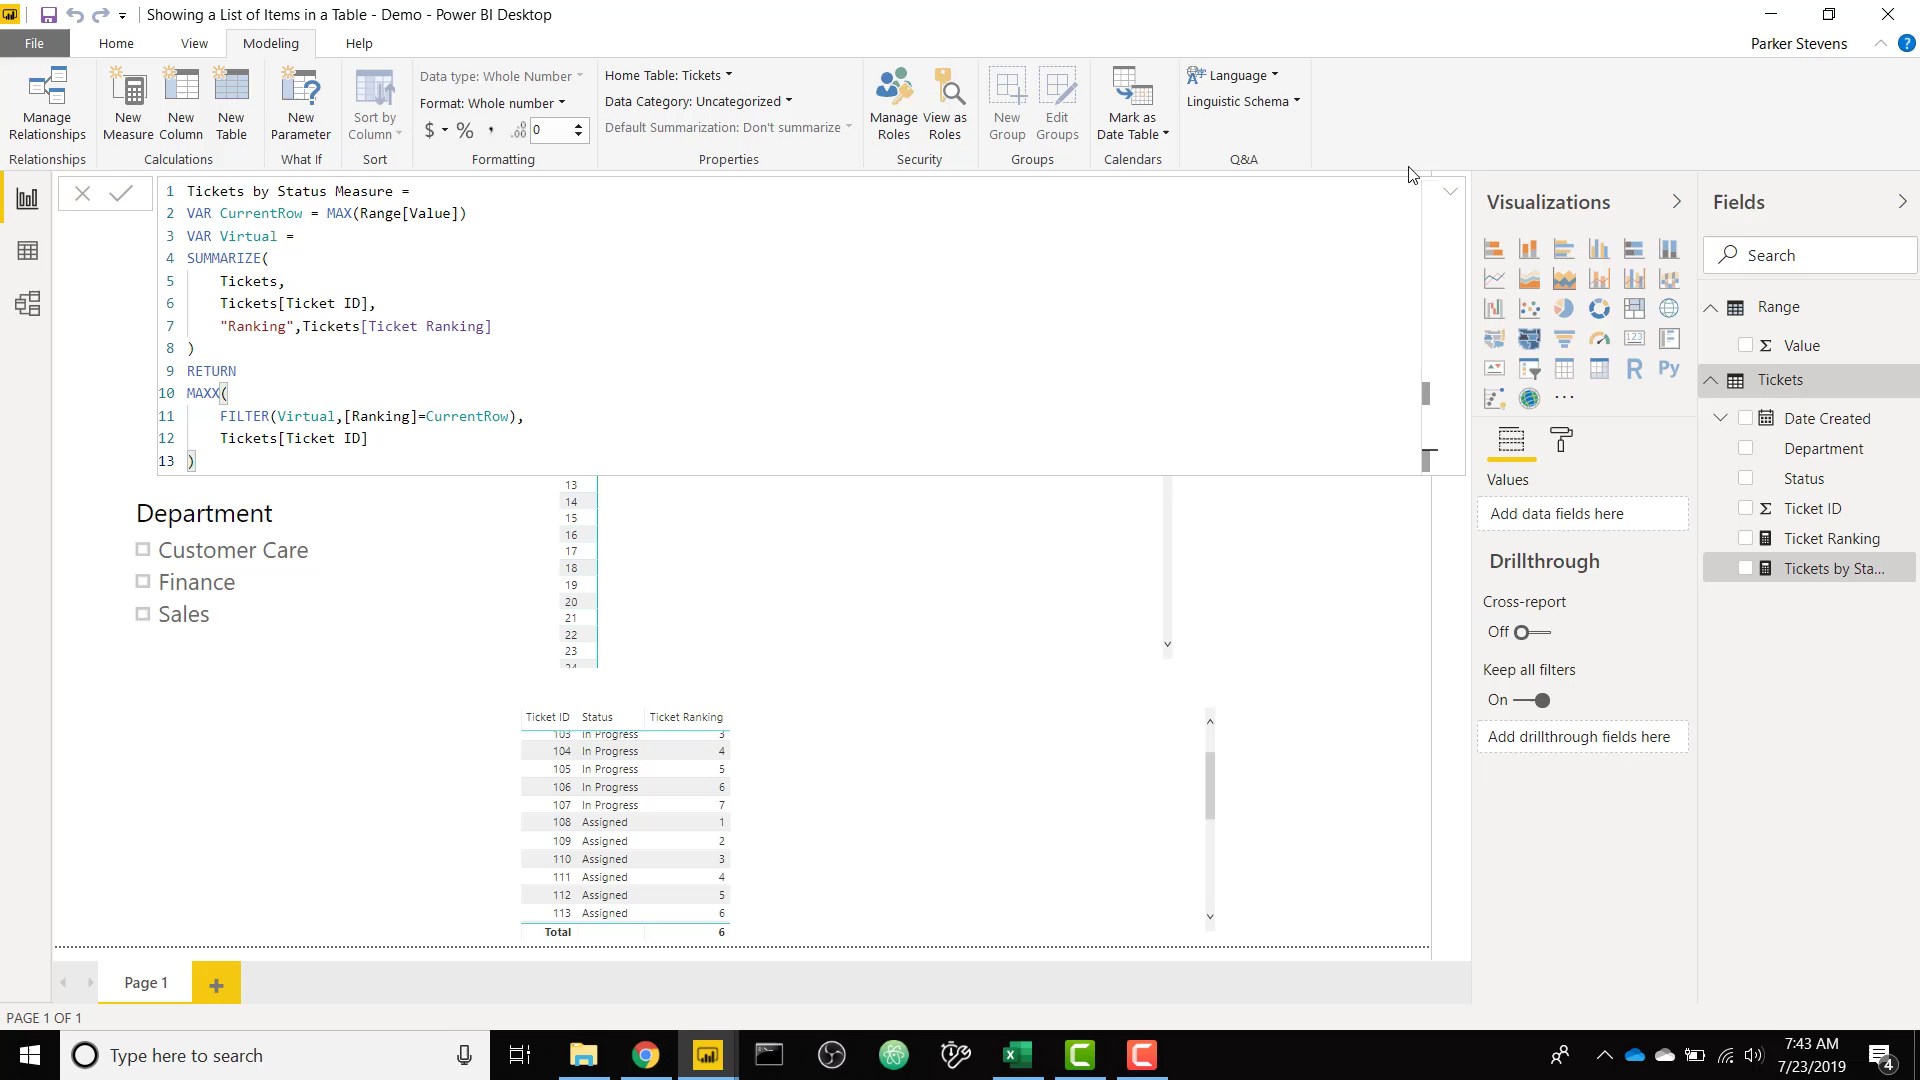 Showing a List of Items in a Table - Demo - Power BI Desktop
File
Home
View
Modeling
Help
Parker Stevens
?
Manage Relationships
New Measure
New Column
New Table
New Parameter
Sort by Column
Data type: Whole Number
Format: Whole number
$ % , .00 0
Home Table: Tickets
Data Category: Uncategorized
Default Summarization: Don't summarize
Manage Roles
View as Roles
New Group
Edit Groups
Mark as Date Table
Language
Linguistic Schema
Relationships
Calculations
What If
Sort
Formatting
Properties
Security
Groups
Calendars
Q&A
1 Tickets by Status Measure =
2 VAR CurrentRow = MAX(Range[Value])
3 VAR Virtual =
4 SUMMARIZE(
5 Tickets,
6 Tickets[Ticket ID],
7 "Ranking",Tickets[Ticket Ranking]
8 )
9 RETURN
10 MAXX(
11 FILTER(Virtual,[Ranking]=CurrentRow),
12 Tickets[Ticket ID]
13 )
Department
Customer Care
Finance
Sales
13
14
15
16
17
18
19
20
21
22
23
24
Ticket ID Status Ticket Ranking
103 In Progress 3
104 In Progress 4
105 In Progress 5
106 In Progress 6
107 In Progress 7
108 Assigned 1
109 Assigned 2
110 Assigned 3
111 Assigned 4
112 Assigned 5
113 Assigned 6
Total 6
Visualizations
R
Py
Values
Add data fields here
Drillthrough
Cross-report
Off
Keep all filters
On
Add drillthrough fields here
Fields
Search
Range
Value
Tickets
Date Created
Department
Status
Ticket ID
Ticket Ranking
Tickets by Sta...
Page 1
PAGE 1 OF 1
Type here to search
7:43 AM
7/23/2019
4